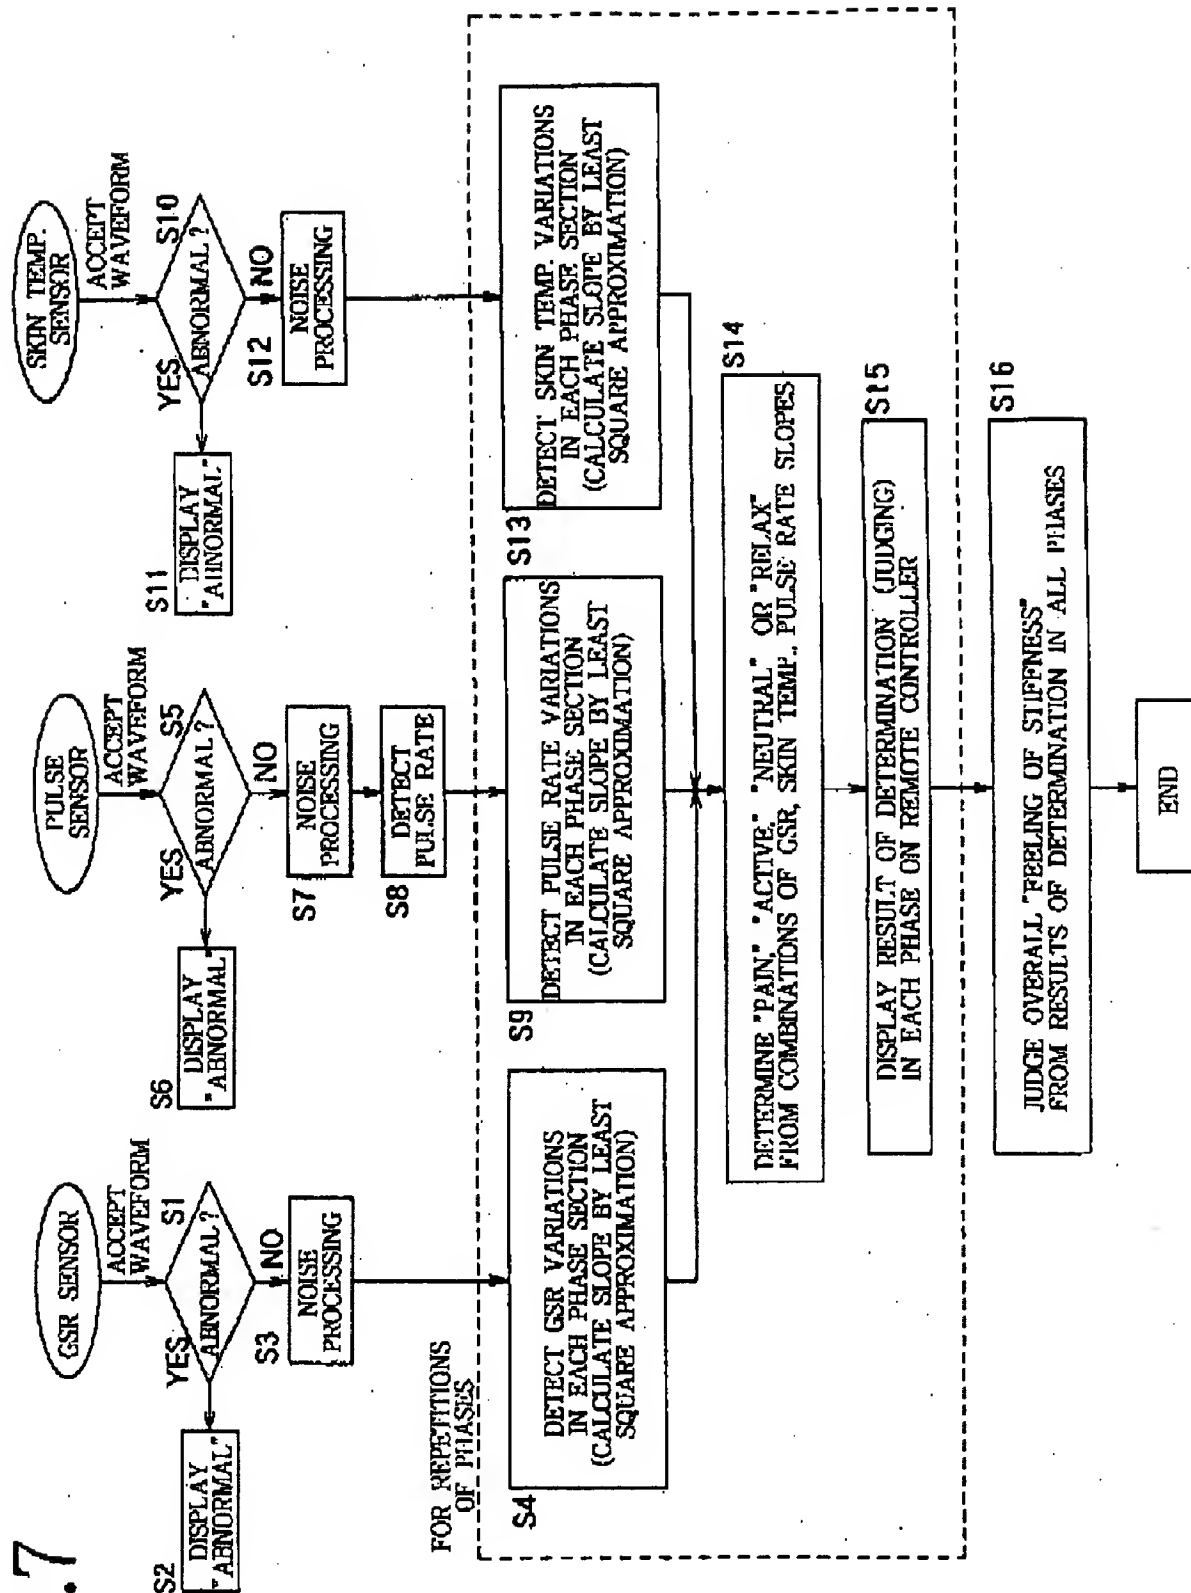 .7
GSR SENSOR
ACCEPT
WAVEFORM
S1
ABNORMAL?
YES
NO
S2
DISPLAY
"ABNORMAL"
S3
NOISE
PROCESSING
PULSE
SENSOR
ACCEPT
WAVEFORM
S5
ABNORMAL?
YES
NO
S6
DISPLAY
"ABNORMAL"
S7
NOISE
PROCESSING
S8
DETECT
PULSE RATE
SKIN TEMP.
SENSOR
ACCEPT
WAVEFORM
S10
ABNORMAL?
YES
NO
S11
DISPLAY
"ABNORMAL"
S12
NOISE
PROCESSING
FOR REPETITIONS
OF PHASES
S4
DETECT GSR VARIATIONS
IN EACH PHASE SECTION
(CALCULATE SLOPE BY LEAST
SQUARE APPROXIMATION)
S9
DETECT PULSE RATE VARIATIONS
IN EACH PHASE SECTION
(CALCULATE SLOPE BY LEAST
SQUARE APPROXIMATION)
S13
DETECT SKIN TEMP. VARIATIONS
IN EACH PHASE SECTION
(CALCULATE SLOPE BY LEAST
SQUARE APPROXIMATION)
S14
DETERMINE "PAIN," "ACTIVE," "NEUTRAL" OR "RELAX"
FROM COMBINATIONS OF GSR, SKIN TEMP., PULSE RATE SLOPES
S15
DISPLAY RESULT OF DETERMINATION (JUDGING)
IN EACH PHASE ON REMOTE CONTROLLER
S16
JUDGE OVERALL "FEELING OF STIFFNESS"
FROM RESULTS OF DETERMINATION IN ALL PHASES
END